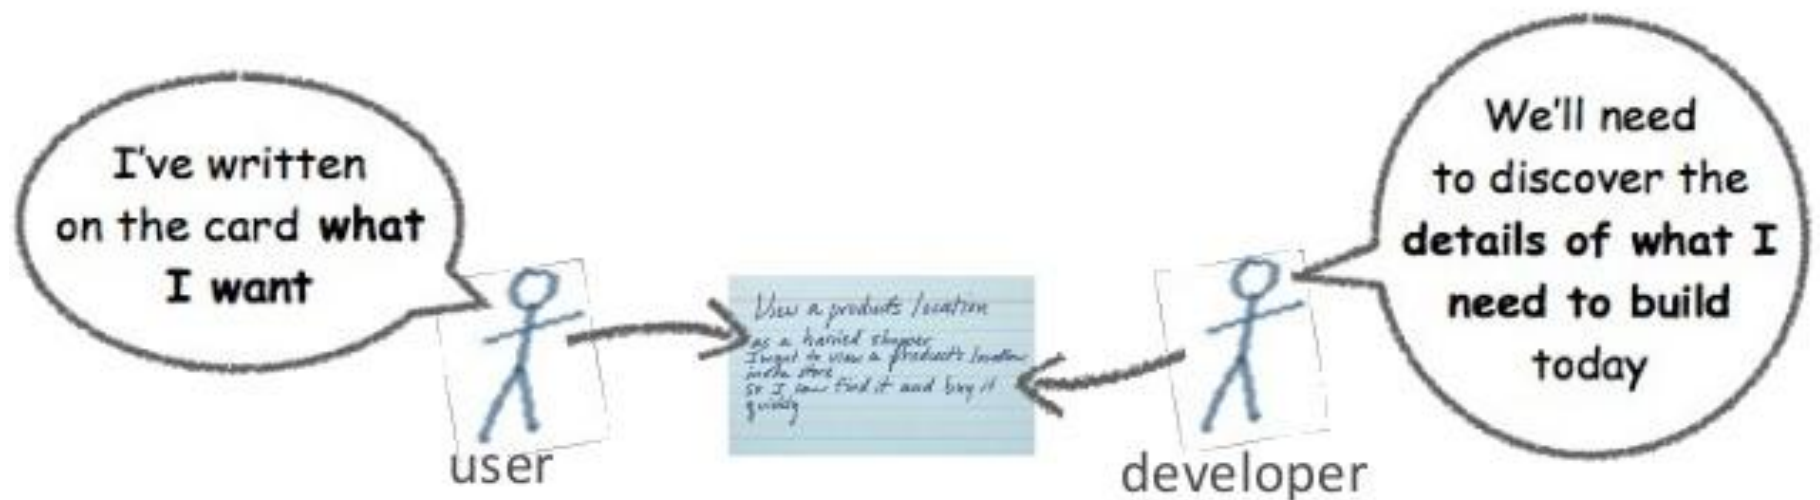 I've written
on the card what
I want
user
View a products location
as a harried shopper
I want to view a product's location
in the store
so I can find it and buy it
quickly
We'll need
to discover the
details of what I
need to build
today
developer